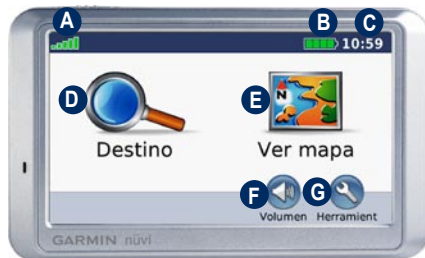 A
B
C
10:59
D
E
N
Destino
Ver mapa
F
G
Volumen
Herramient
GARMIN nüvi